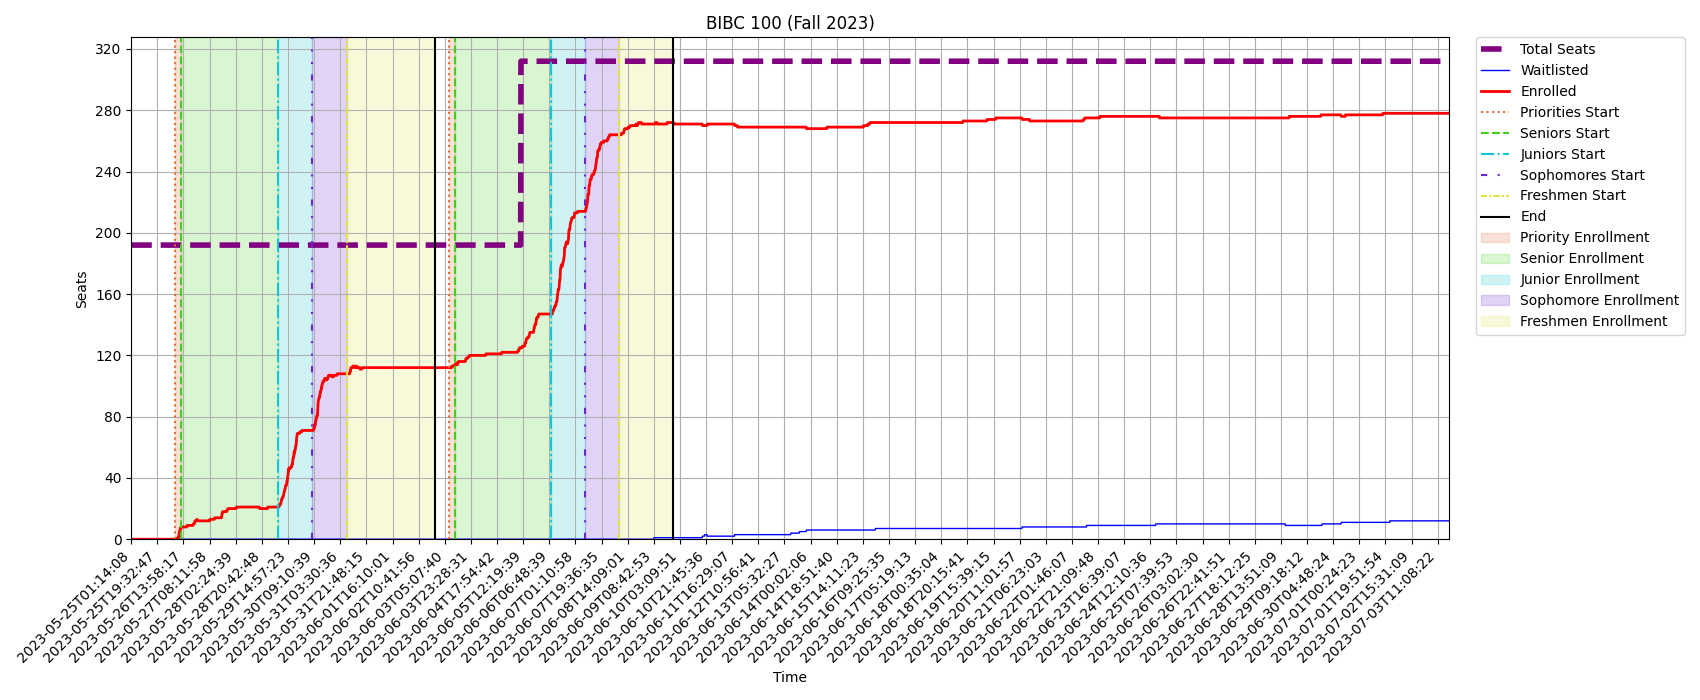 BIBC 100 (Fall 2023)
320
280
240
200
160
120
80
40
0
Seats
Total Seats
Waitlisted
Enrolled
Priorities Start
Seniors Start
Juniors Start
Sophomores Start
Freshmen Start
End
Priority Enrollment
Senior Enrollment
Junior Enrollment
Sophomore Enrollment
Freshmen Enrollment
2023-05-25T01:14:08
2023-05-25T19:32:47
2023-05-26T13:58:17
2023-05-27T08:11:58
2023-05-28T02:24:39
2023-05-28T20:42:48
2023-05-29T14:57:23
2023-05-30T09:10:39
2023-05-31T03:30:36
2023-05-31T21:48:15
2023-06-01T16:10:01
2023-06-02T10:41:56
2023-06-03T05:07:40
2023-06-03T23:28:31
2023-06-04T17:54:42
2023-06-05T12:19:39
2023-06-06T06:48:39
2023-06-07T01:10:58
2023-06-07T19:36:35
2023-06-08T14:09:01
2023-06-09T08:42:53
2023-06-10T03:09:51
2023-06-10T21:45:36
2023-06-11T16:29:07
2023-06-12T10:56:41
2023-06-13T05:32:27
2023-06-14T00:02:06
2023-06-14T18:51:40
2023-06-15T14:11:23
2023-06-16T09:25:35
2023-06-17T05:19:13
2023-06-18T00:35:04
2023-06-18T20:15:41
2023-06-19T15:39:15
2023-06-20T11:01:57
2023-06-21T06:23:03
2023-06-22T01:46:07
2023-06-22T21:09:48
2023-06-23T16:39:07
2023-06-24T12:10:36
2023-06-25T07:39:53
2023-06-26T03:02:30
2023-06-26T22:41:51
2023-06-27T18:12:25
2023-06-28T13:51:09
2023-06-29T09:18:12
2023-06-30T04:48:24
2023-07-01T00:24:23
2023-07-01T19:51:54
2023-07-02T15:31:09
2023-07-03T11:08:22
Time